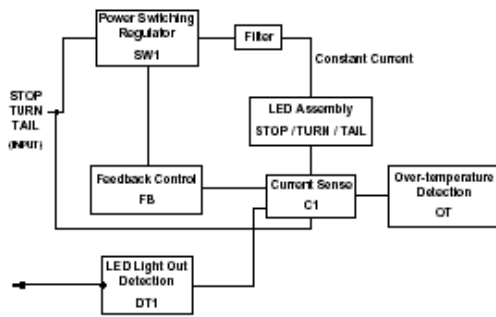 Power Switching
Regulator
SW1
Filter
Constant Current
STOP
TURN
TAIL
(INPUT)
LED Assembly
STOP / TURN / TAIL
Feedback Control
FB
Current Sense
C1
Over-temperature
Detection
OT
LED Light Out
Detection
DT1